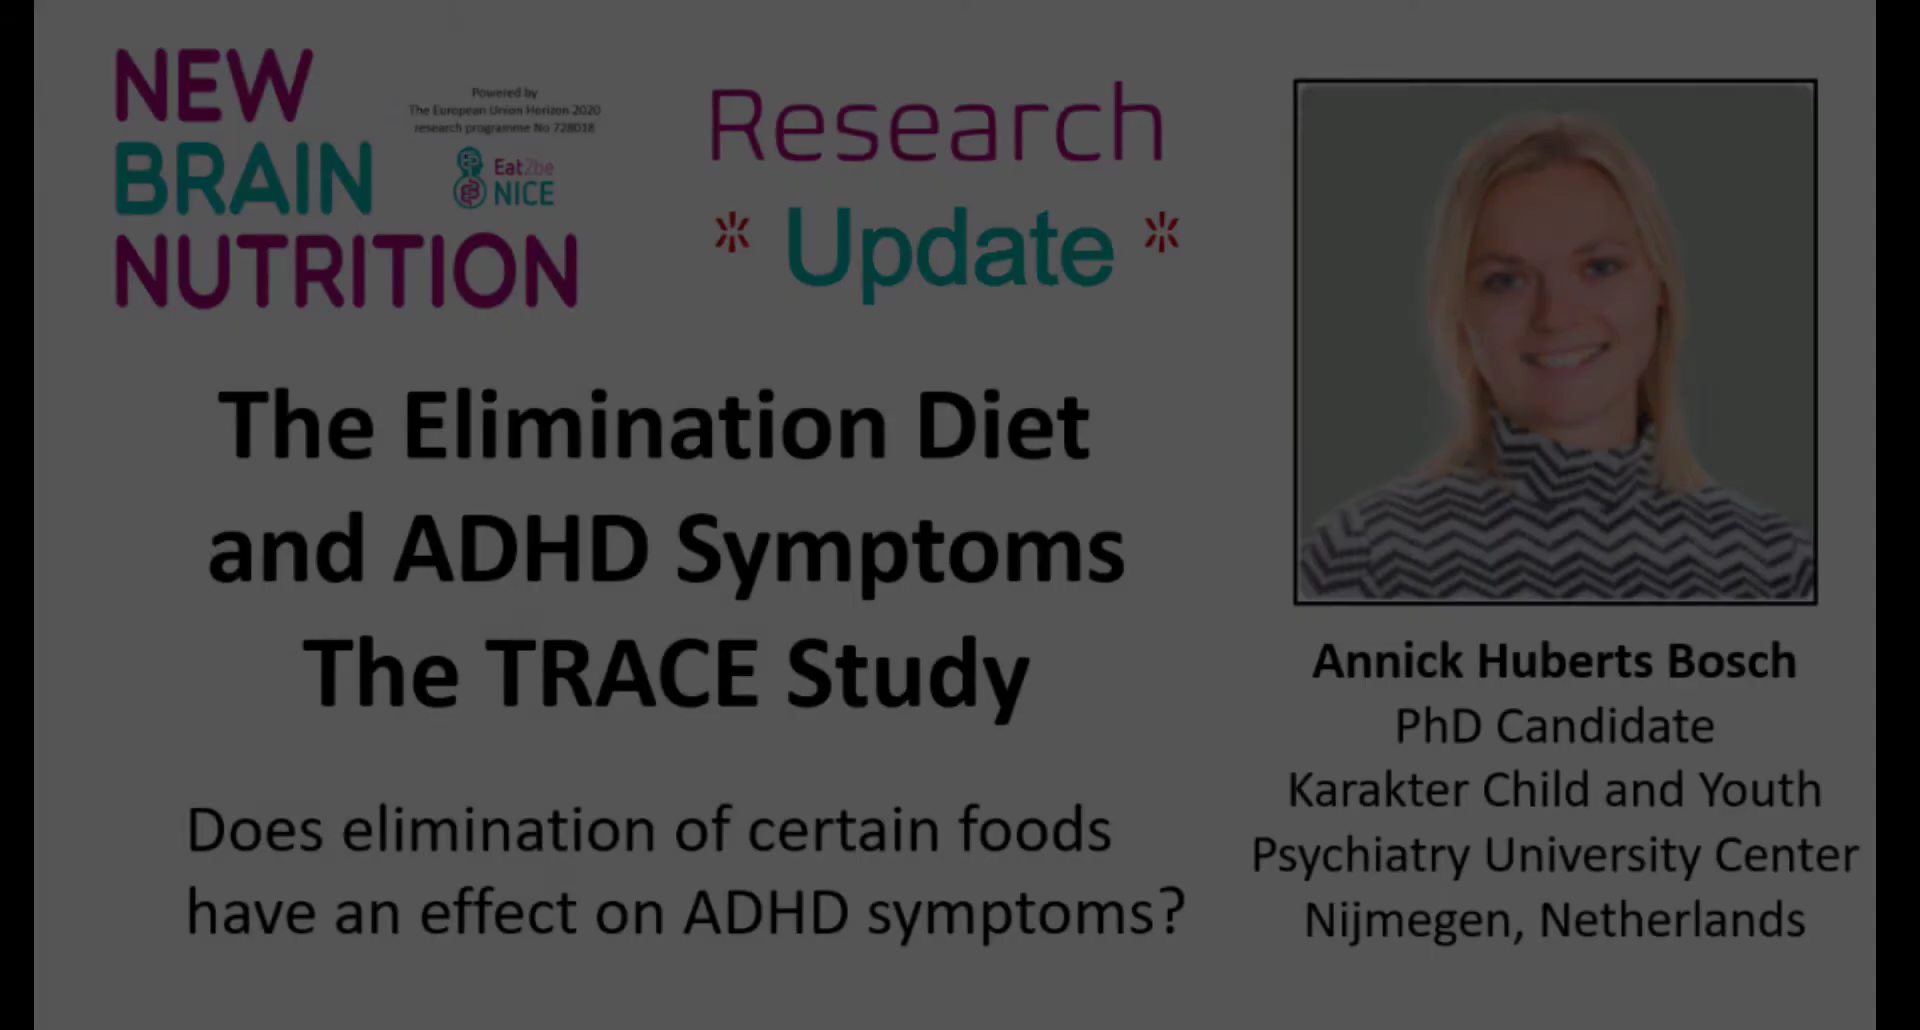 NEW
BRAIN
NUTRITION
Powered by
The European Union Horizon 2020
research programme No 728018
Eat2be
NICE
Research
* Update *
The Elimination Diet
and ADHD Symptoms
The TRACE Study
Does elimination of certain foods
have an effect on ADHD symptoms?
Annick Huberts Bosch
PhD Candidate
Karakter Child and Youth
Psychiatry University Center
Nijmegen, Netherlands